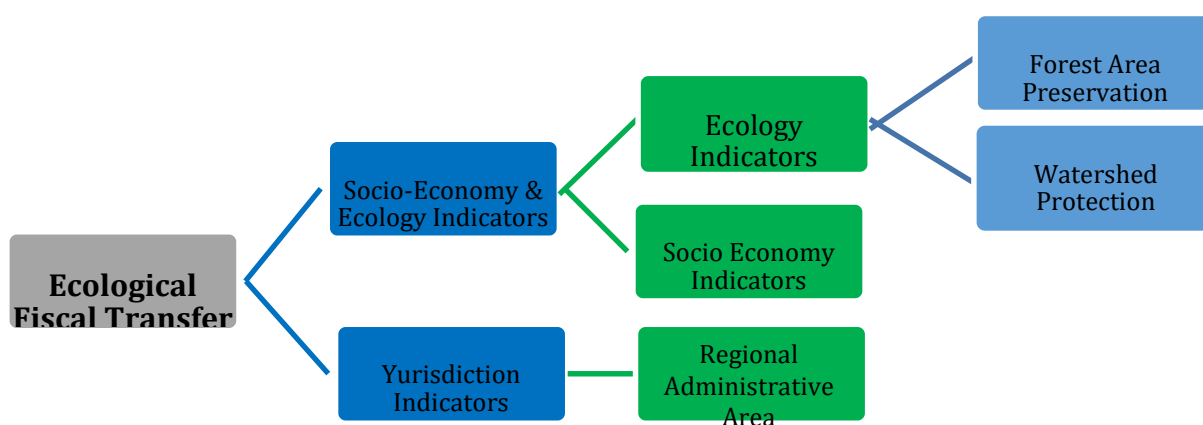 Forest Area
Preservation
Ecology
Indicators
Watershed
Protection
Socio-Economy &
Ecology Indicators
Socio Economy
Indicators
Ecological
Fiscal Transfer
Yurisdiction
Indicators
Regional
Administrative
Area